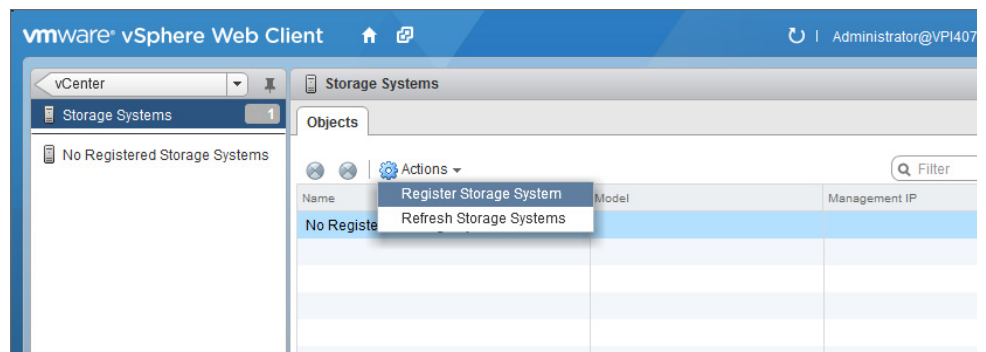 vmware® vSphere Web Client
Administrator@VPI407
vCenter
Storage Systems
Storage Systems 1
Objects
No Registered Storage Systems
Actions
Filter
Name
Register Storage System
Model
Management IP
Refresh Storage Systems
No Registe